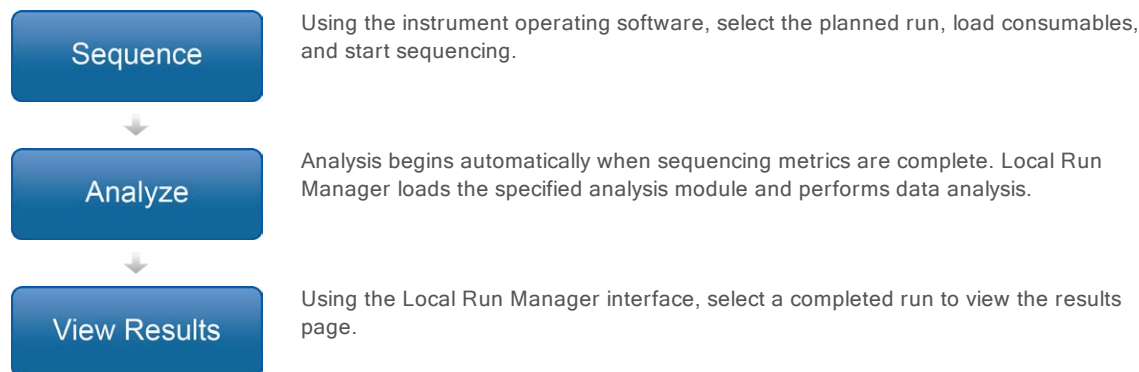 Sequence
Using the instrument operating software, select the planned run, load consumables,
and start sequencing.
Analyze
Analysis begins automatically when sequencing metrics are complete. Local Run
Manager loads the specified analysis module and performs data analysis.
View Results
Using the Local Run Manager interface, select a completed run to view the results
page.